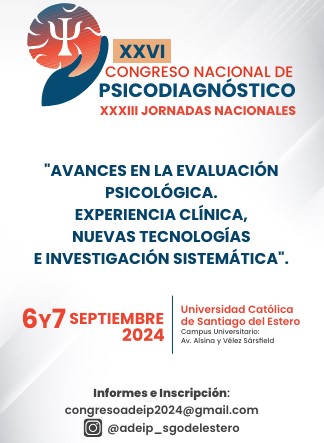 XXVI
CONGRESO NACIONAL DE
PSICODIAGNÓSTICO
XXXIII JORNADAS NACIONALES
"AVANCES EN LA EVALUACIÓN
PSICOLÓGICA.
EXPERIENCIA CLÍNICA,
NUEVAS TECNOLOGÍAS
E INVESTIGACIÓN SISTEMÁTICA".
6 Y 7 SEPTIEMBRE
2024
Universidad Católica
de Santiago del Estero
Campus Universitario:
Av. Alsina y Vélez Sársfield
Informes e Inscripción:
congresoadeip2024@gmail.com
@adeip_sgodelestero